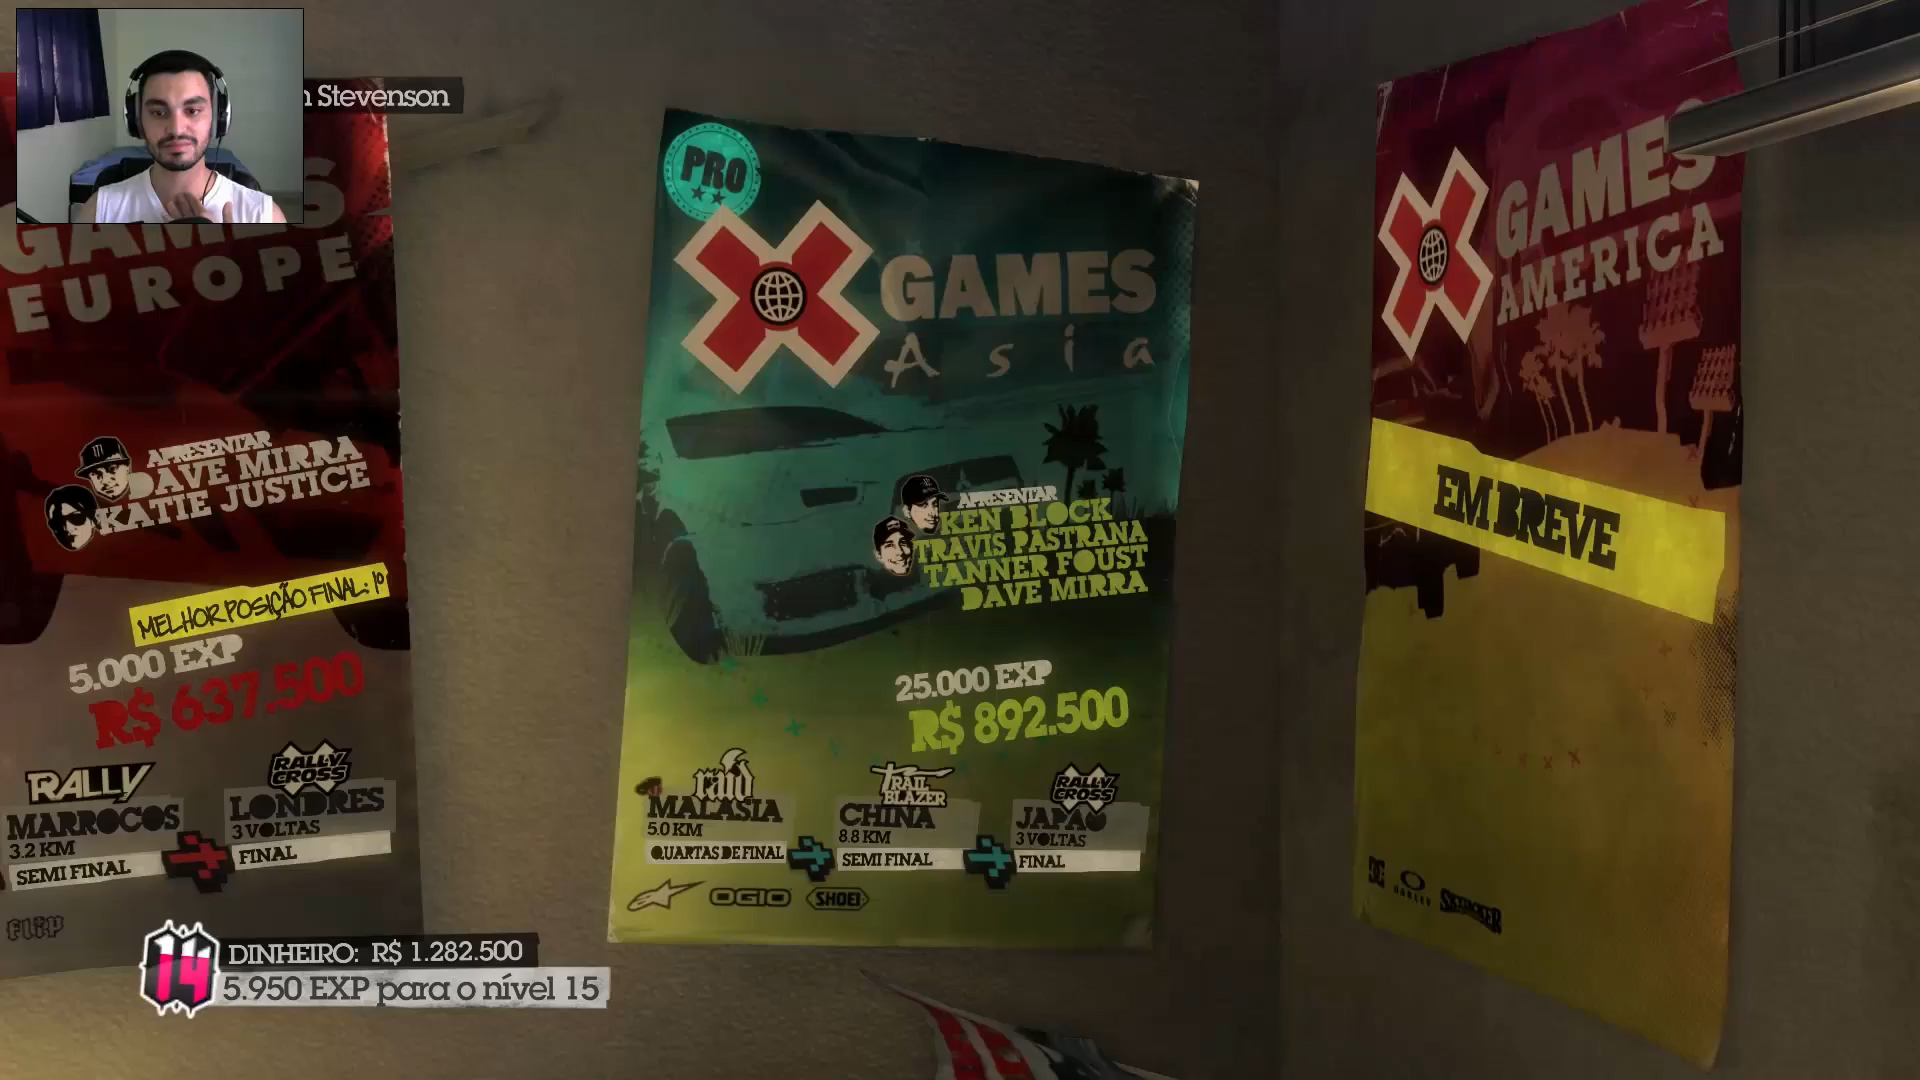 n Stevenson
GAMES
EUROPE
APRESENTAR
DAVE MIRRA
KATIE JUSTICE
MELHOR POSIÇÃO FINAL: 1º
5.000 EXP
R$ 637.500
RALLY
MARROCOS
3.2 KM
SEMI FINAL
RALLY
CROSS
LONDRES
3 VOLTAS
FINAL
FLIP
PRO
GAMES
Asia
APRESENTAR
KEN BLOCK
TRAVIS PASTRANA
TANNER FOUST
DAVE MIRRA
25.000 EXP
R$ 892.500
raid
MALASIA
5.0 KM
QUARTAS DE FINAL
TRAIL
BLAZER
CHINA
8.8 KM
SEMI FINAL
RALLY
CROSS
JAPAO
3 VOLTAS
FINAL
OGIO
SHOEI
X GAMES
AMERICA
EM BREVE
DC
OAKLEY
14
DINHEIRO: R$ 1.282.500
5.950 EXP para o nível 15